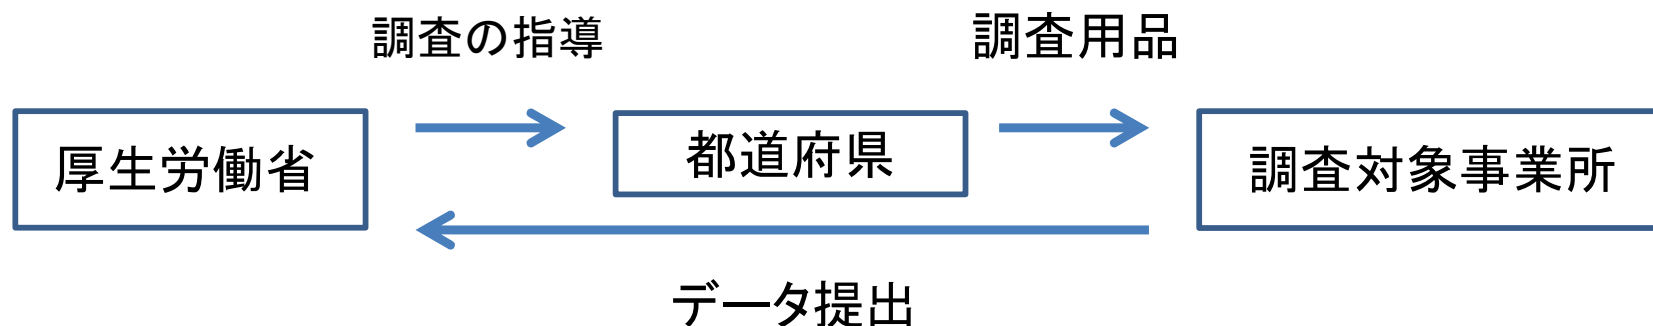 調査の指導
調査用品
厚生労働省
都道府県
調査対象事業所
データ提出